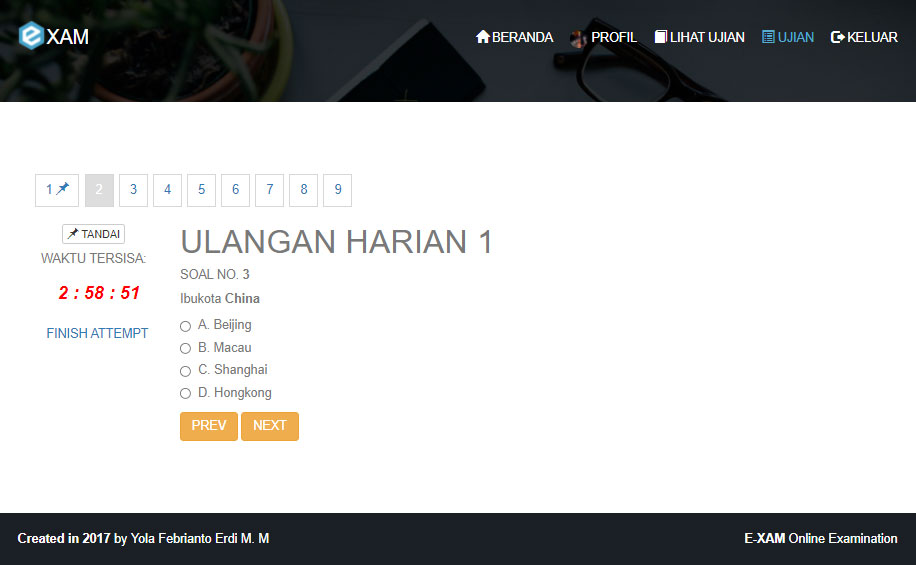 eXAM
BERANDA PROFIL LIHAT UJIAN UJIAN KELUAR
1 2 3 4 5 6 7 8 9
TANDAI
WAKTU TERSISA:
2 : 58 : 51
FINISH ATTEMPT
ULANGAN HARIAN 1
SOAL NO. 3
Ibukota China
A. Beijing
B. Macau
C. Shanghai
D. Hongkong
PREV NEXT
Created in 2017 by Yola Febrianto Erdi M. M
E-XAM Online Examination